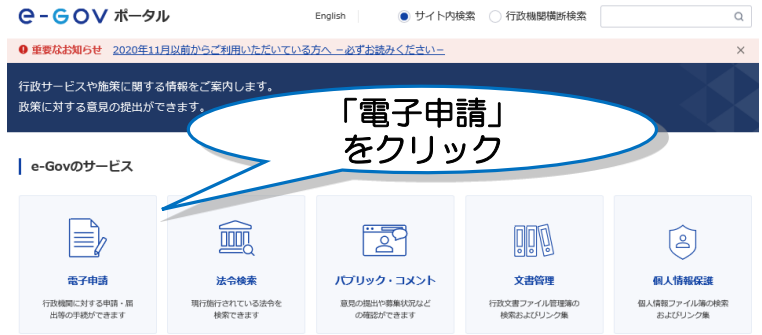 e-GOV ポータル
English
サイト内検索
行政機関横断検索
重要なお知らせ 2020年11月以前からご利用いただいている方へ －必ずお読みください－
行政サービスや施策に関する情報をご案内します。
政策に対する意見の提出ができます。
「電子申請」
をクリック
e-Govのサービス
電子申請
行政機関に対する申請・届
出等の手続ができます
法令検索
現行施行されている法令を
検索できます
パブリック・コメント
意見の提出や募集状況など
の確認ができます
文書管理
行政文書ファイル管理簿の
検索およびリンク集
個人情報保護
個人情報ファイル簿の検索
およびリンク集